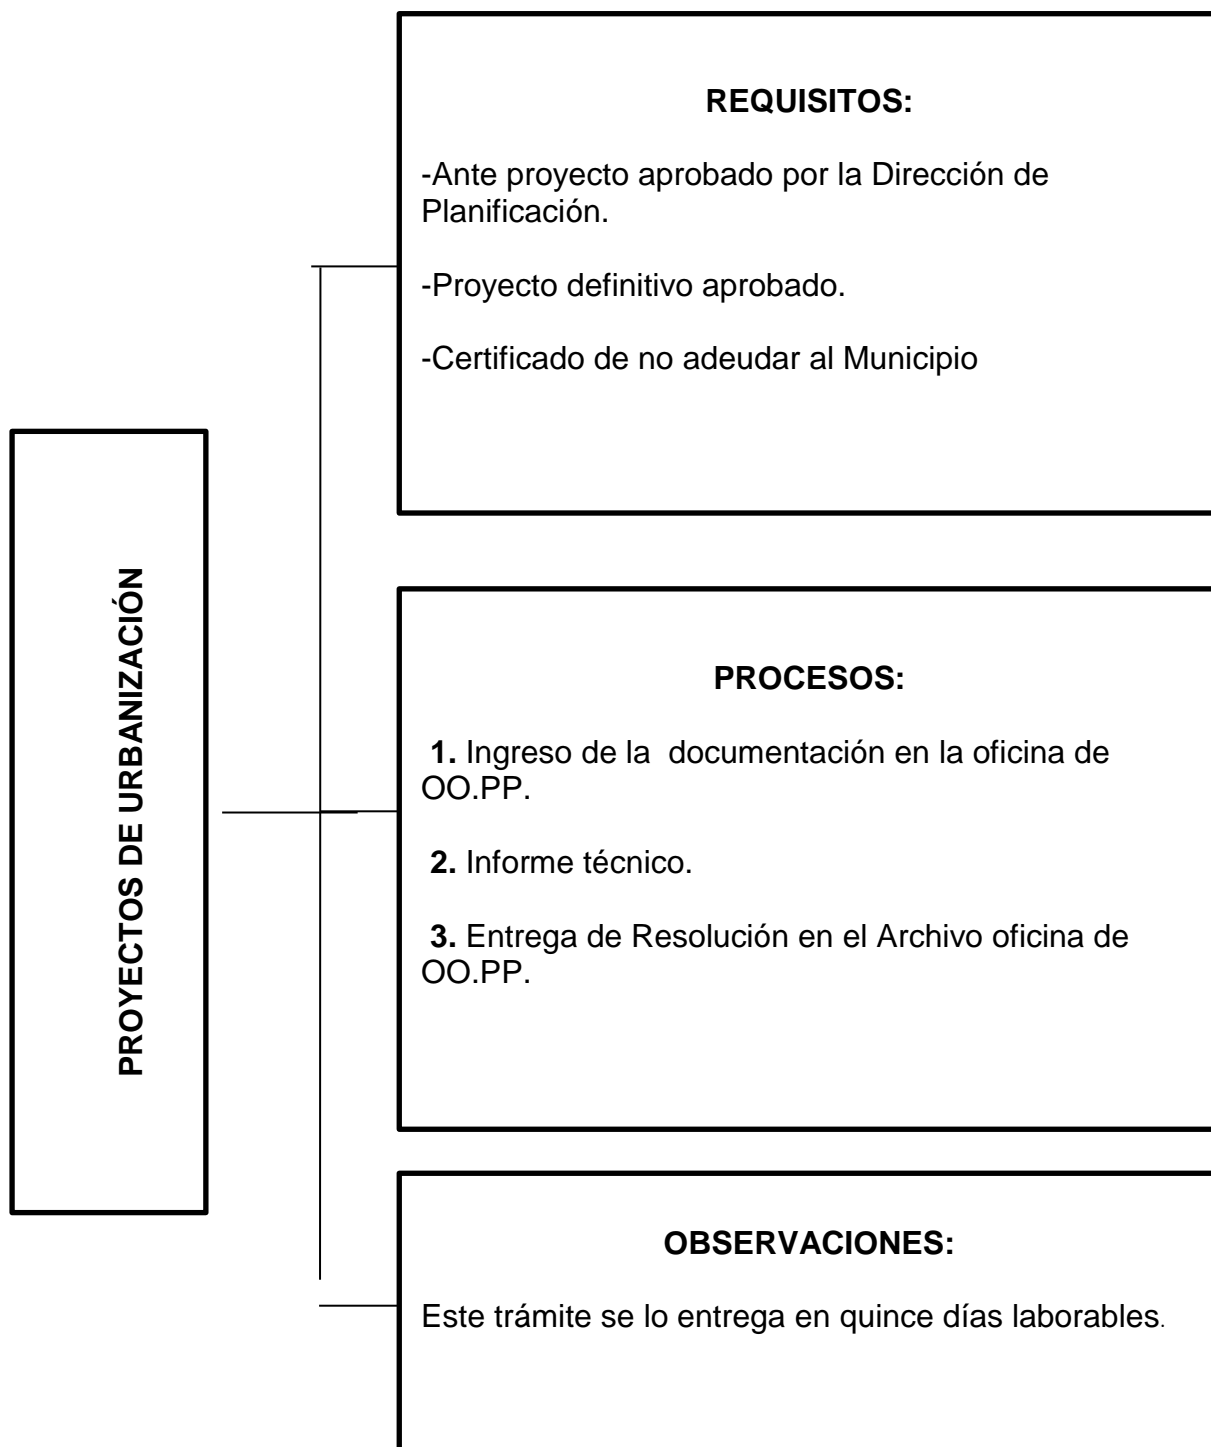 PROYECTOS DE URBANIZACIÓN
REQUISITOS:
-Ante proyecto aprobado por la Dirección de
Planificación.
-Proyecto definitivo aprobado.
-Certificado de no adeudar al Municipio
PROCESOS:
1. Ingreso de la documentación en la oficina de
OO.PP.
2. Informe técnico.
3. Entrega de Resolución en el Archivo oficina de
OO.PP.
OBSERVACIONES:
Este trámite se lo entrega en quince días laborables.